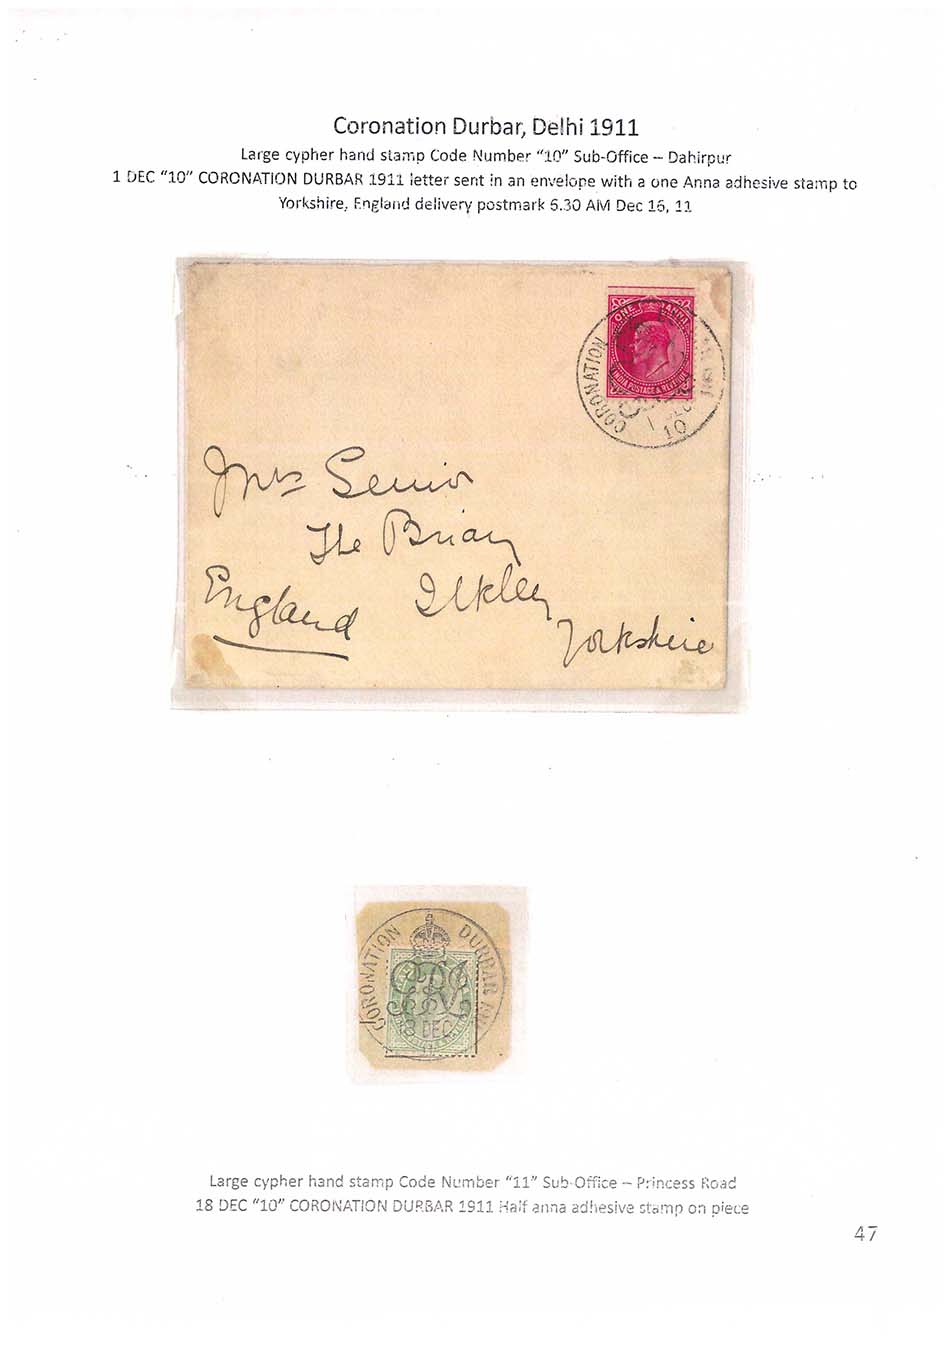 Coronation Durbar, Delhi 1911
Large cypher hand stamp Code Number "10" Sub-Office – Dahirpur
1 DEC "10" CORONATION DURBAR 1911 letter sent in an envelope with a one Anna adhesive stamp to
Yorkshire, England delivery postmark 6.30 AM Dec 16, 11
ONE ANNA
INDIA POSTAGE & REVENUE
CORONATION
1 DEC
10
Mrs Senior
The Briary
Ilkley
England
Yorkshire
CORONATION DURBAR
DEC
11
Large cypher hand stamp Code Number "11" Sub-Office – Princess Road
18 DEC "10" CORONATION DURBAR 1911 Half anna adhesive stamp on piece
47